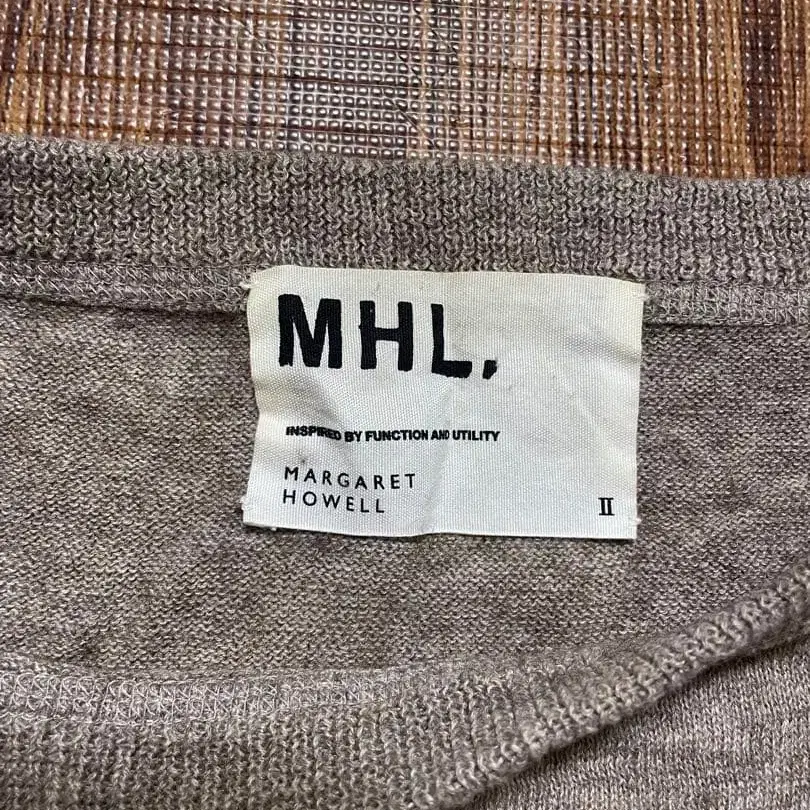 MHL.
INSPIRED BY FUNCTION AND UTILITY
MARGARET
HOWELL
II